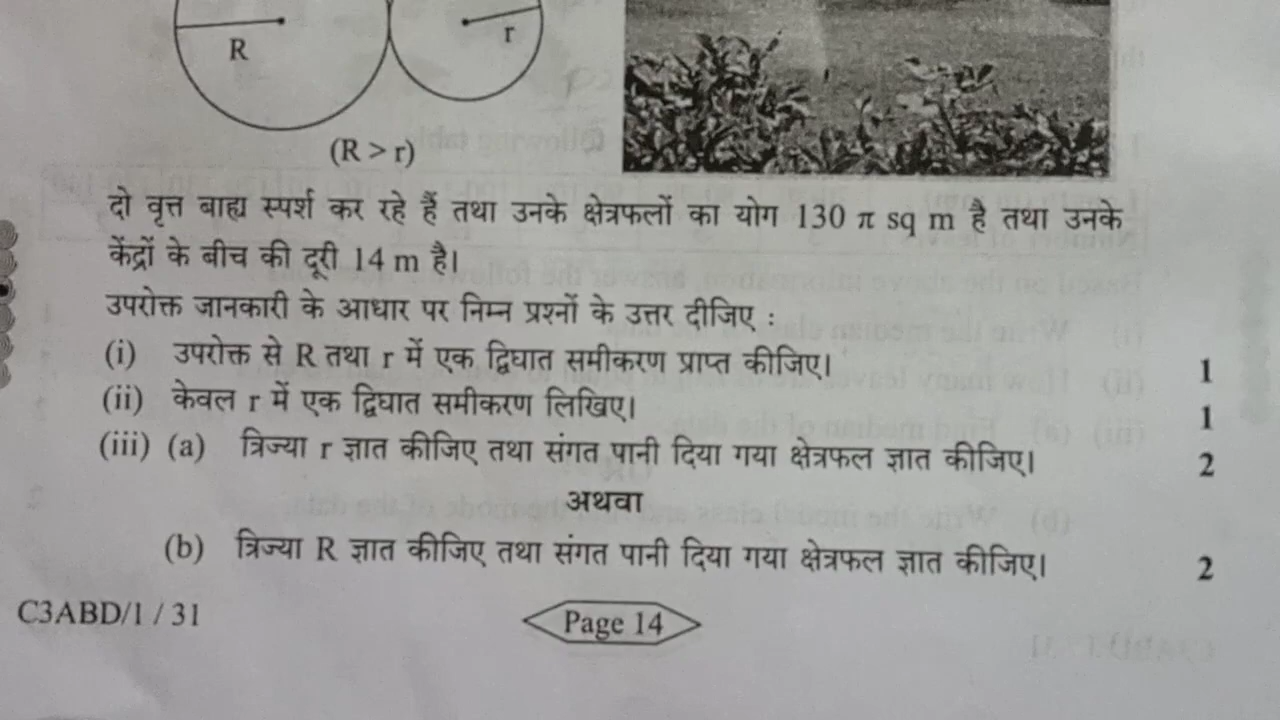 R
r
(R > r)
दो वृत्त बाह्य स्पर्श कर रहे हैं तथा उनके क्षेत्रफलों का योग 130 π sq m है तथा उनके
केंद्रों के बीच की दूरी 14 m है।
उपरोक्त जानकारी के आधार पर निम्न प्रश्नों के उत्तर दीजिए :
(i) उपरोक्त से R तथा r में एक द्विघात समीकरण प्राप्त कीजिए। 1
(ii) केवल r में एक द्विघात समीकरण लिखिए। 1
(iii) (a) त्रिज्या r ज्ञात कीजिए तथा संगत पानी दिया गया क्षेत्रफल ज्ञात कीजिए। 2
अथवा
(b) त्रिज्या R ज्ञात कीजिए तथा संगत पानी दिया गया क्षेत्रफल ज्ञात कीजिए। 2
C3ABD/1 / 31
Page 14